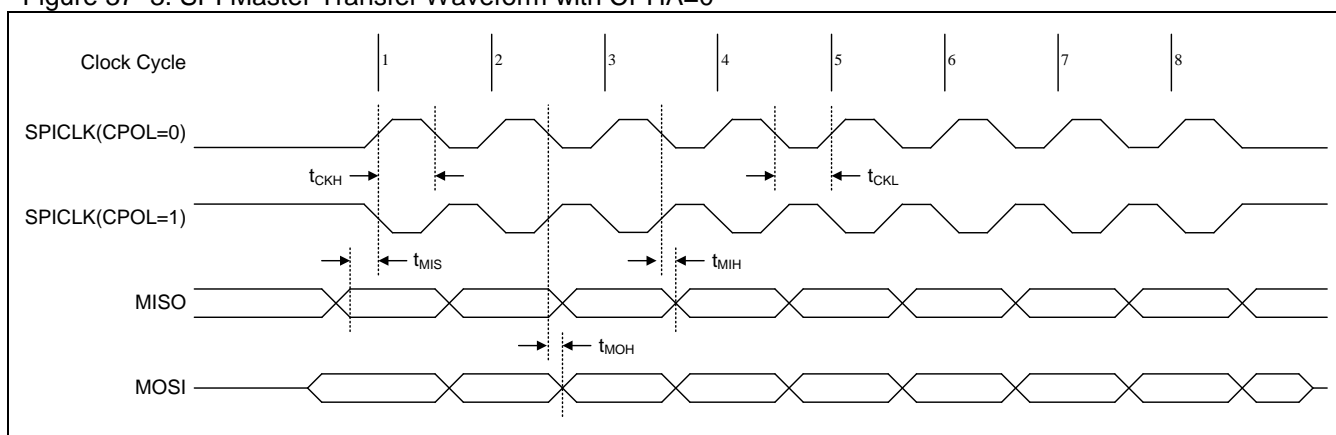 Figure 37- 3. SPI Master Transfer Waveform with CPHA=0
Clock Cycle 1 2 3 4 5 6 7 8
SPICLK(CPOL=0)
tCKH tCKL
SPICLK(CPOL=1)
tMIS tMIH
MISO
tMOH
MOSI